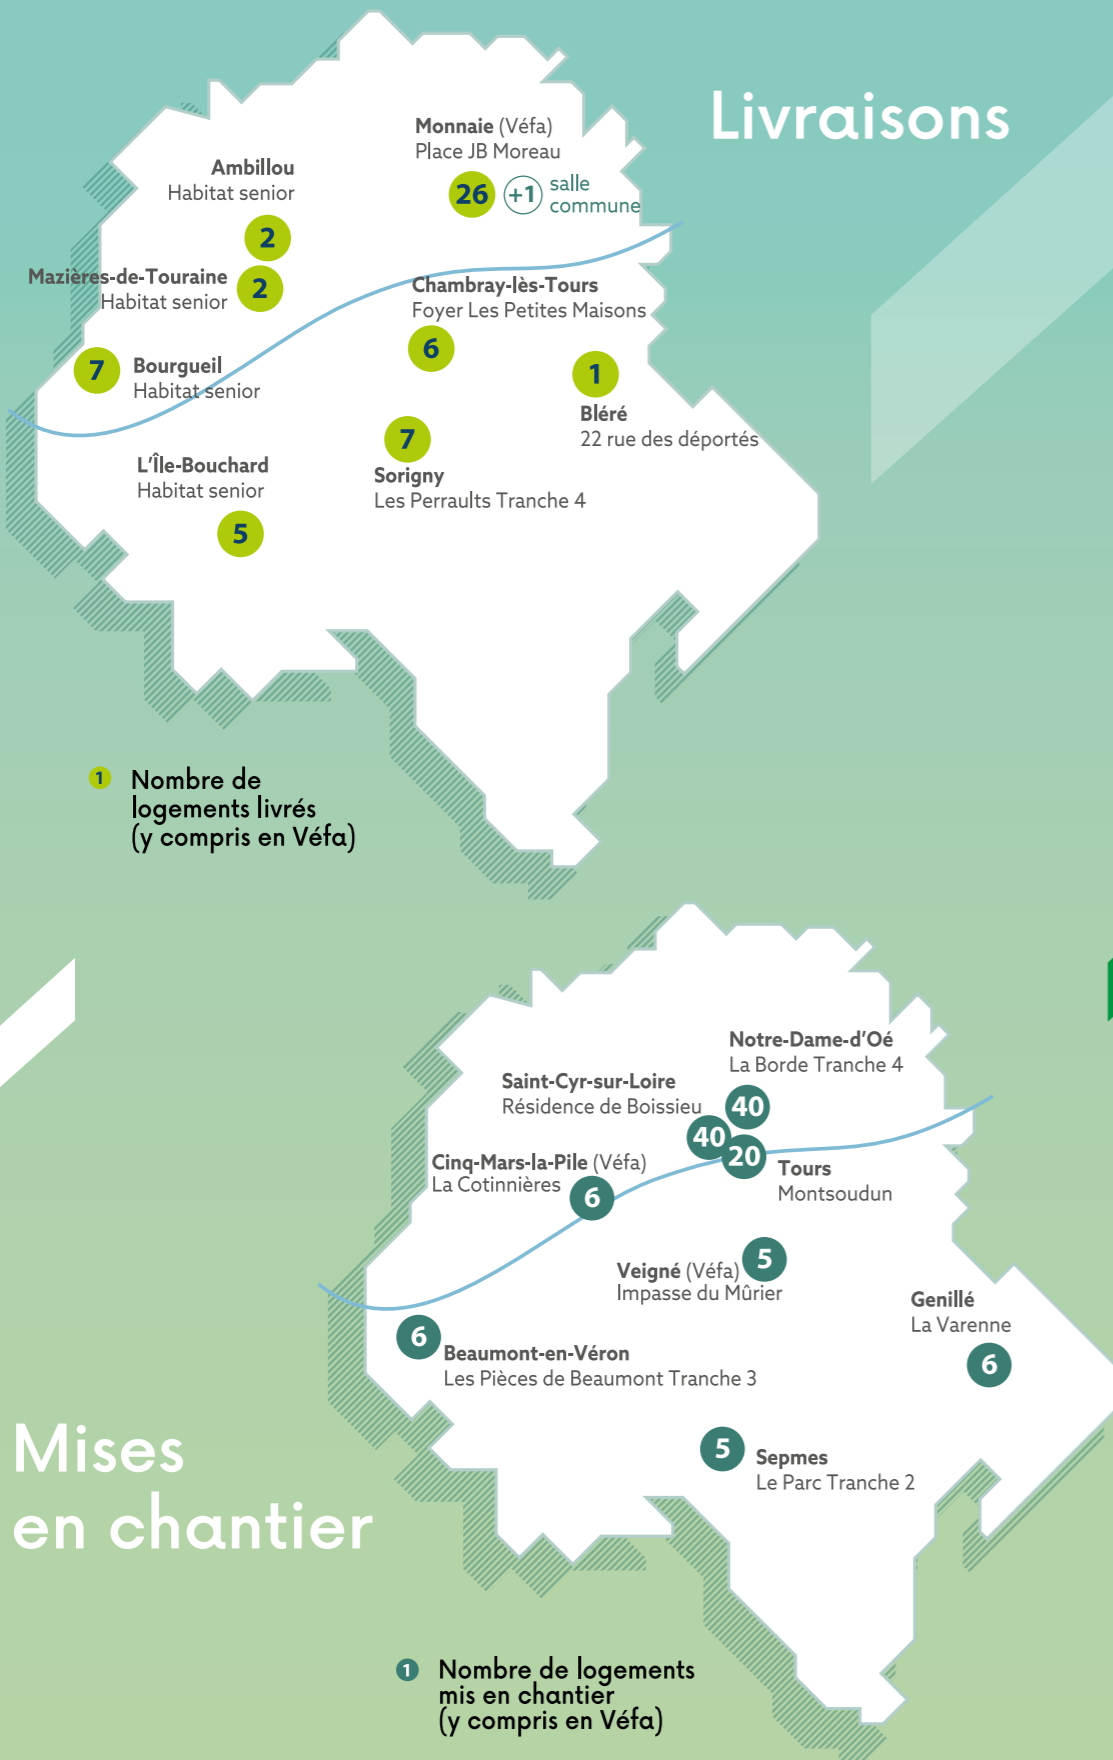 Livraisons
Monnaie (Véfa)
Place JB Moreau
26 +1 salle
commune
Ambillou
Habitat senior
2
Mazières-de-Touraine
Habitat senior
2
Chambray-lès-Tours
Foyer Les Petites Maisons
6
7
Bourgueil
Habitat senior
1
Bléré
22 rue des déportés
7
Sorigny
Les Perraults Tranche 4
L'Île-Bouchard
Habitat senior
5
1 Nombre de
logements livrés
(y compris en Véfa)
Notre-Dame-d'Oé
La Borde Tranche 4
40
Saint-Cyr-sur-Loire
Résidence de Boissieu
40
20
Tours
Montsoudun
Cinq-Mars-la-Pile (Véfa)
La Cotinnières
6
Veigné (Véfa)
Impasse du Mûrier
5
Genillé
La Varenne
6
6
Beaumont-en-Véron
Les Pièces de Beaumont Tranche 3
5
Sepmes
Le Parc Tranche 2
Mises
en chantier
1 Nombre de logements
mis en chantier
(y compris en Véfa)